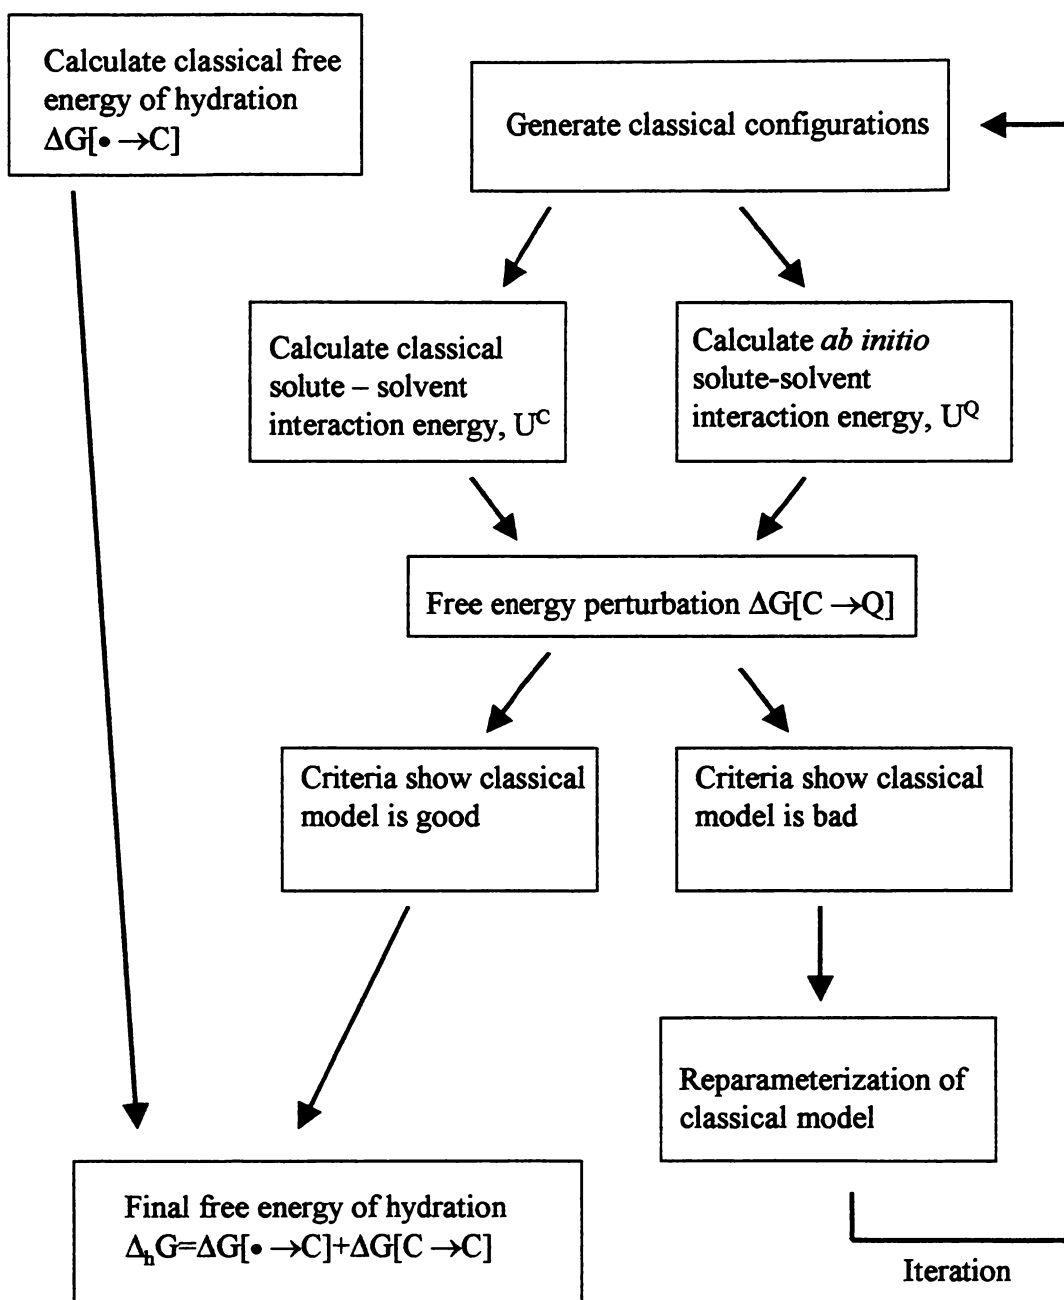 Calculate classical free
energy of hydration
ΔG[• →C]
Generate classical configurations
Calculate classical
solute – solvent
interaction energy, U^C
Calculate ab initio
solute-solvent
interaction energy, U^Q
Free energy perturbation ΔG[C →Q]
Criteria show classical
model is good
Criteria show classical
model is bad
Reparameterization of
classical model
Final free energy of hydration
Δ_hG=ΔG[• →C]+ΔG[C →C]
Iteration